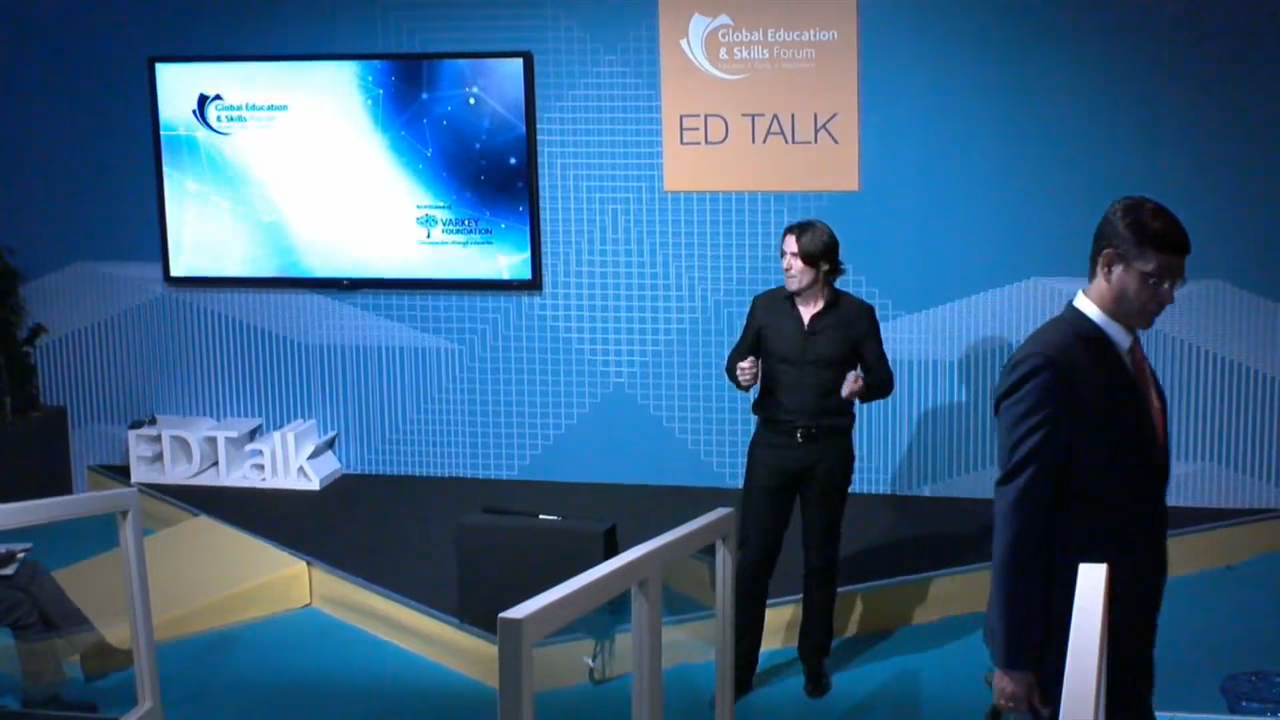 Global Education
& Skills Forum
VARKEY
FOUNDATION
Global Education
& Skills Forum
ED TALK
EDTalk